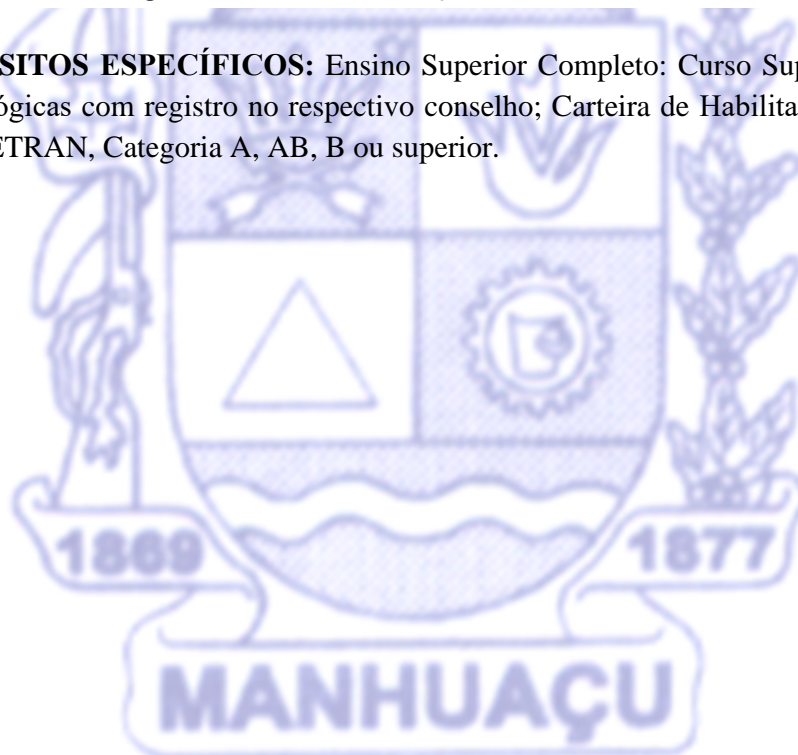 SITOS ESPECÍFICOS: Ensino Superior Completo: Curso Sup
ógicas com registro no respectivo conselho; Carteira de Habilita
ETRAN, Categoria A, AB, B ou superior.
1869
1877
MANHUAÇU